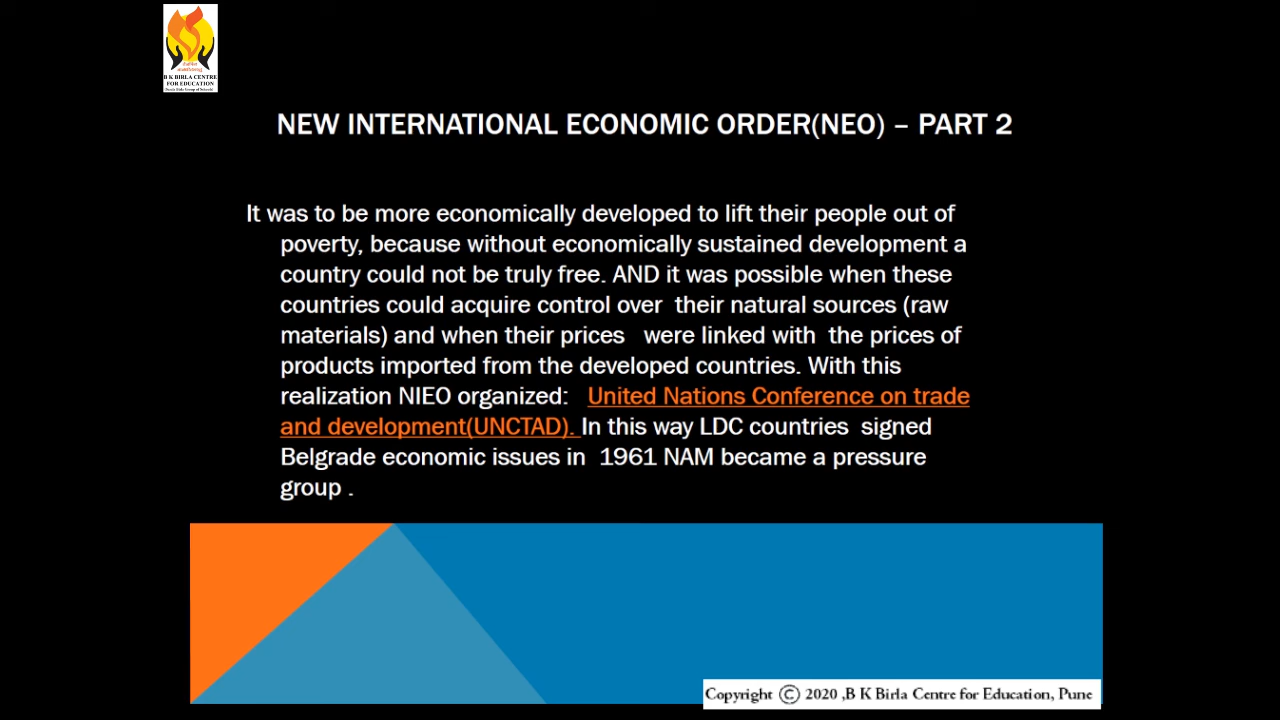 B K BIRLA CENTRE
FOR EDUCATION
NEW INTERNATIONAL ECONOMIC ORDER(NEO) – PART 2
It was to be more economically developed to lift their people out of
poverty, because without economically sustained development a
country could not be truly free. AND it was possible when these
countries could acquire control over their natural sources (raw
materials) and when their prices were linked with the prices of
products imported from the developed countries. With this
realization NIEO organized: United Nations Conference on trade
and development(UNCTAD). In this way LDC countries signed
Belgrade economic issues in 1961 NAM became a pressure
group .
Copyright © 2020 ,B K Birla Centre for Education, Pune